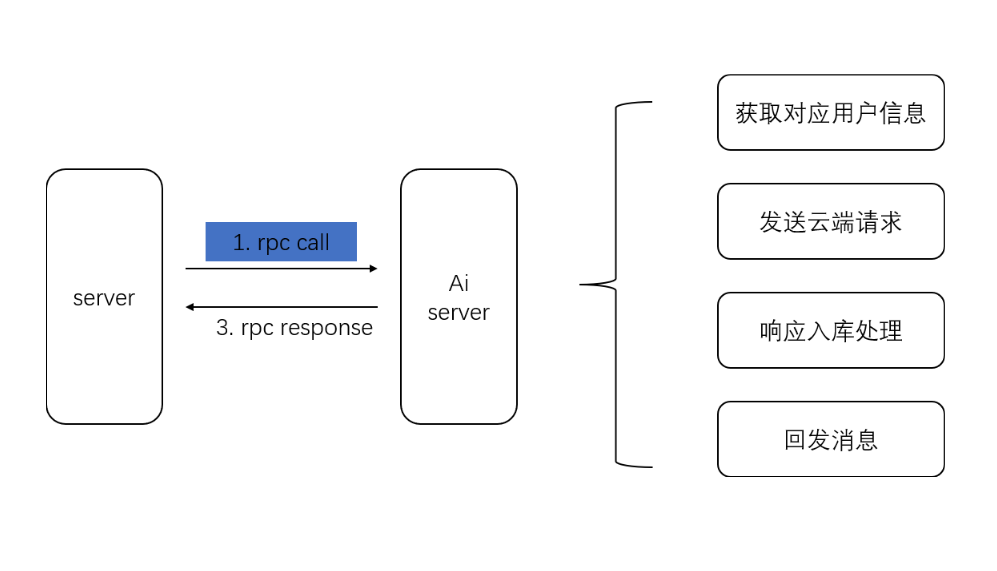 server
1. rpc call
3. rpc response
Ai
server
获取对应用户信息
发送云端请求
响应入库处理
回发消息